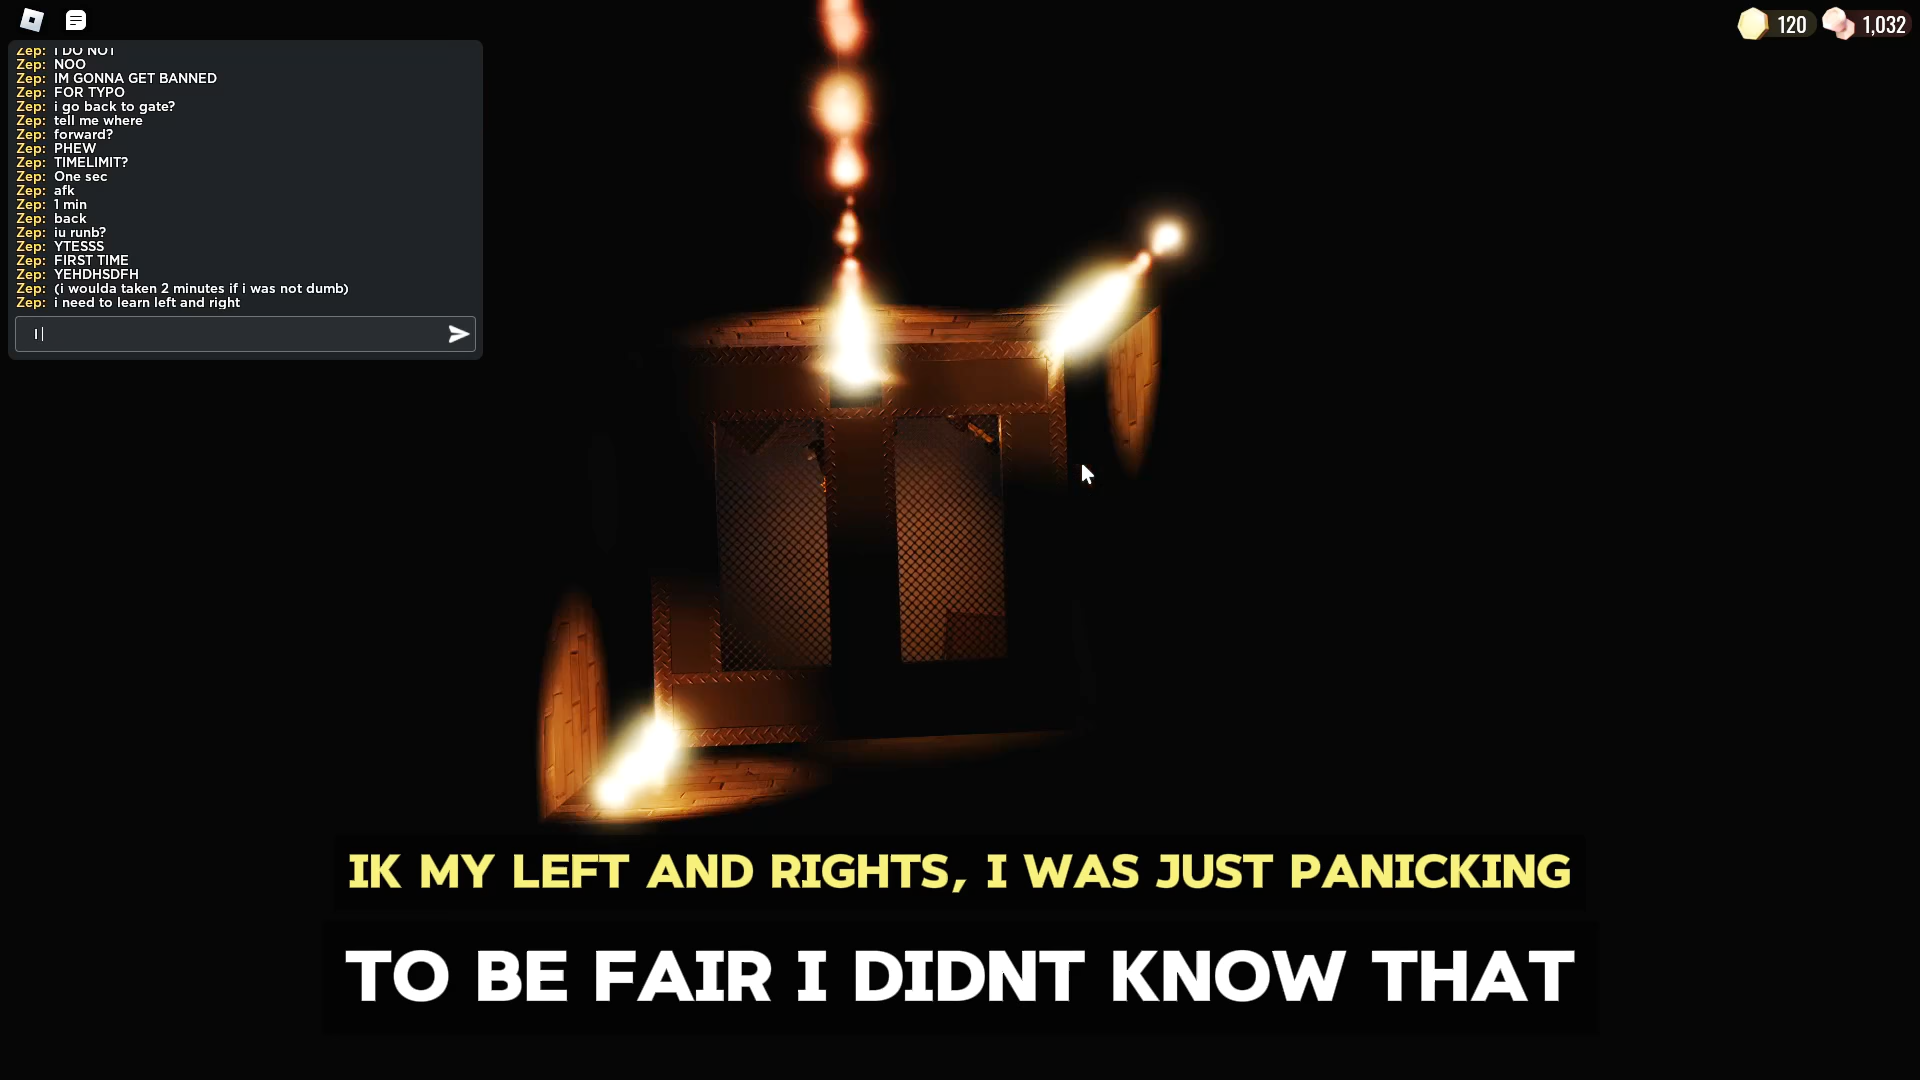 Zep: I DO NOT
Zep: NOO
Zep: IM GONNA GET BANNED
Zep: FOR TYPO
Zep: i go back to gate?
Zep: tell me where
Zep: forward?
Zep: PHEW
Zep: TIMELIMIT?
Zep: One sec
Zep: afk
Zep: 1 min
Zep: back
Zep: iu runb?
Zep: YTESSS
Zep: FIRST TIME
Zep: YEHDHSDFH
Zep: (i woulda taken 2 minutes if i was not dumb)
Zep: i need to learn left and right
I
120
1,032
IK MY LEFT AND RIGHTS, I WAS JUST PANICKING
TO BE FAIR I DIDNT KNOW THAT